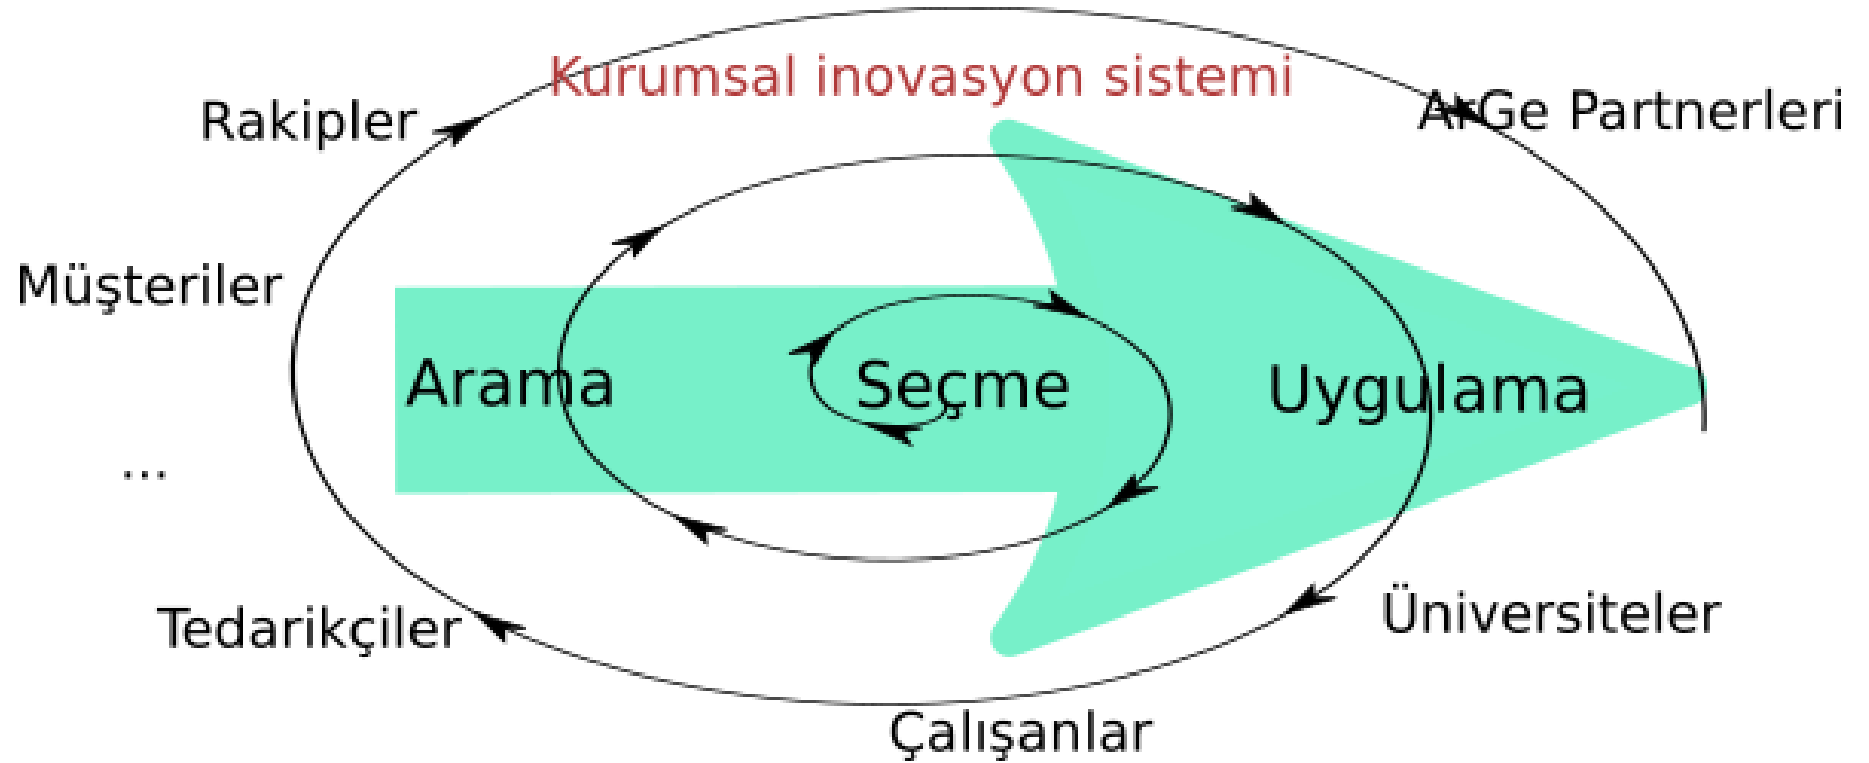 Kurumsal inovasyon sistemi
Rakipler
ArGe Partnerleri
Müşteriler
Arama
Seçme
Uygulama
...
Tedarikçiler
Üniversiteler
Çalışanlar